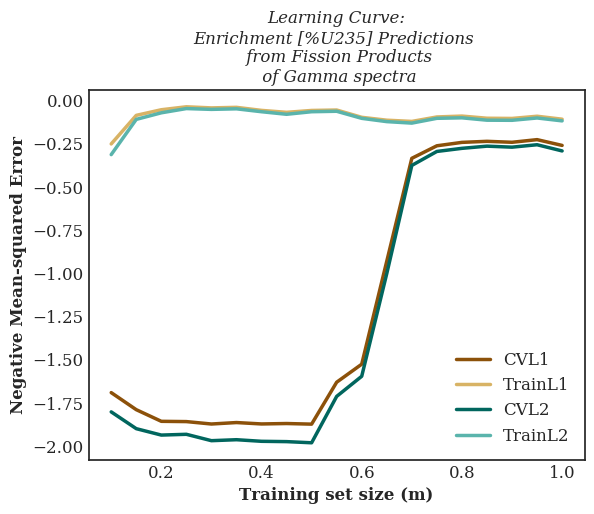 Learning Curve:
Enrichment [%U235] Predictions
from Fission Products
of Gamma spectra
Negative Mean-squared Error
0.00
−0.25
−0.50
−0.75
−1.00
−1.25
−1.50
−1.75
−2.00
CVL1
TrainL1
CVL2
TrainL2
0.2 0.4 0.6 0.8 1.0
Training set size (m)